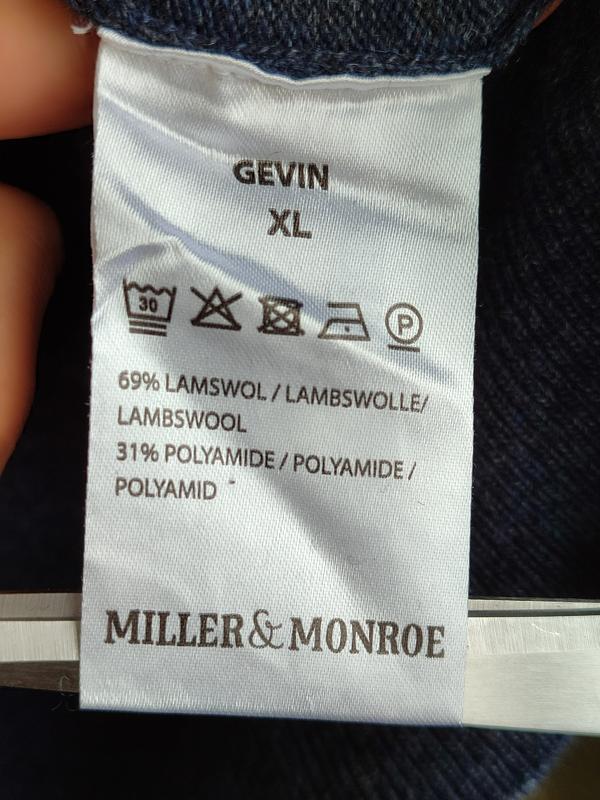 GEVIN
XL
30 P
69% LAMSWOL / LAMBSWOLLE/
LAMBSWOOL
31% POLYAMIDE / POLYAMIDE /
POLYAMID
MILLER&MONROE